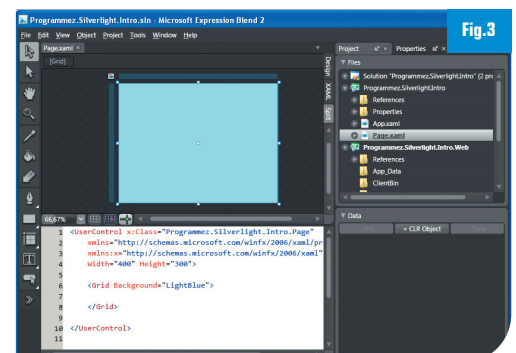 Programmez.Silverlight.Intro.sln - Microsoft Expression Blend 2
Fig.3
File Edit View Object Project Tools Window Help
Page.xaml ×
[Grid]
Design
XAML
Split
66,67%
1 <UserControl x:Class="Programmez.Silverlight.Intro.Page"
2 xmlns="http://schemas.microsoft.com/winfx/2006/xaml/pr
3 xmlns:x="http://schemas.microsoft.com/winfx/2006/xaml"
4 Width="400" Height="300">
5
6 <Grid Background="LightBlue">
7
8 </Grid>
9
10 </UserControl>
11
Project × Properties ×
Files
Solution "Programmez.Silverlight.Intro" (2 pro
Programmez.Silverlight.Intro
References
Properties
App.xaml
Page.xaml
Programmez.Silverlight.Intro.Web
References
App_Data
ClientBin
Data
+ XML + CLR Object